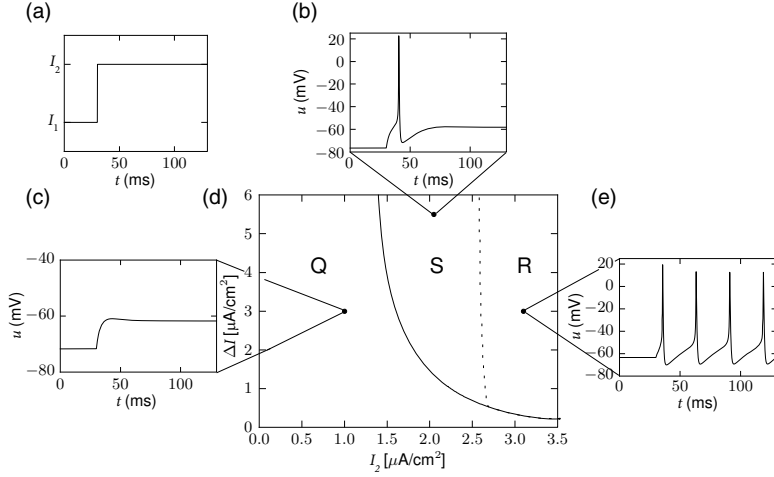 (a)
I₂
I₁
0 50 100
t (ms)
(b)
20
0
−20
−40
−60
−80
u (mV)
0 50 100
t (ms)
(c)
−40
−60
−80
u (mV)
0 50 100
t (ms)
(d)
6
5
4
3
2
1
0
ΔI [μA/cm²]
Q S R
0.0 0.5 1.0 1.5 2.0 2.5 3.0 3.5
I₂ [μA/cm²]
(e)
20
0
−20
−40
−60
−80
u (mV)
0 50 100
t (ms)